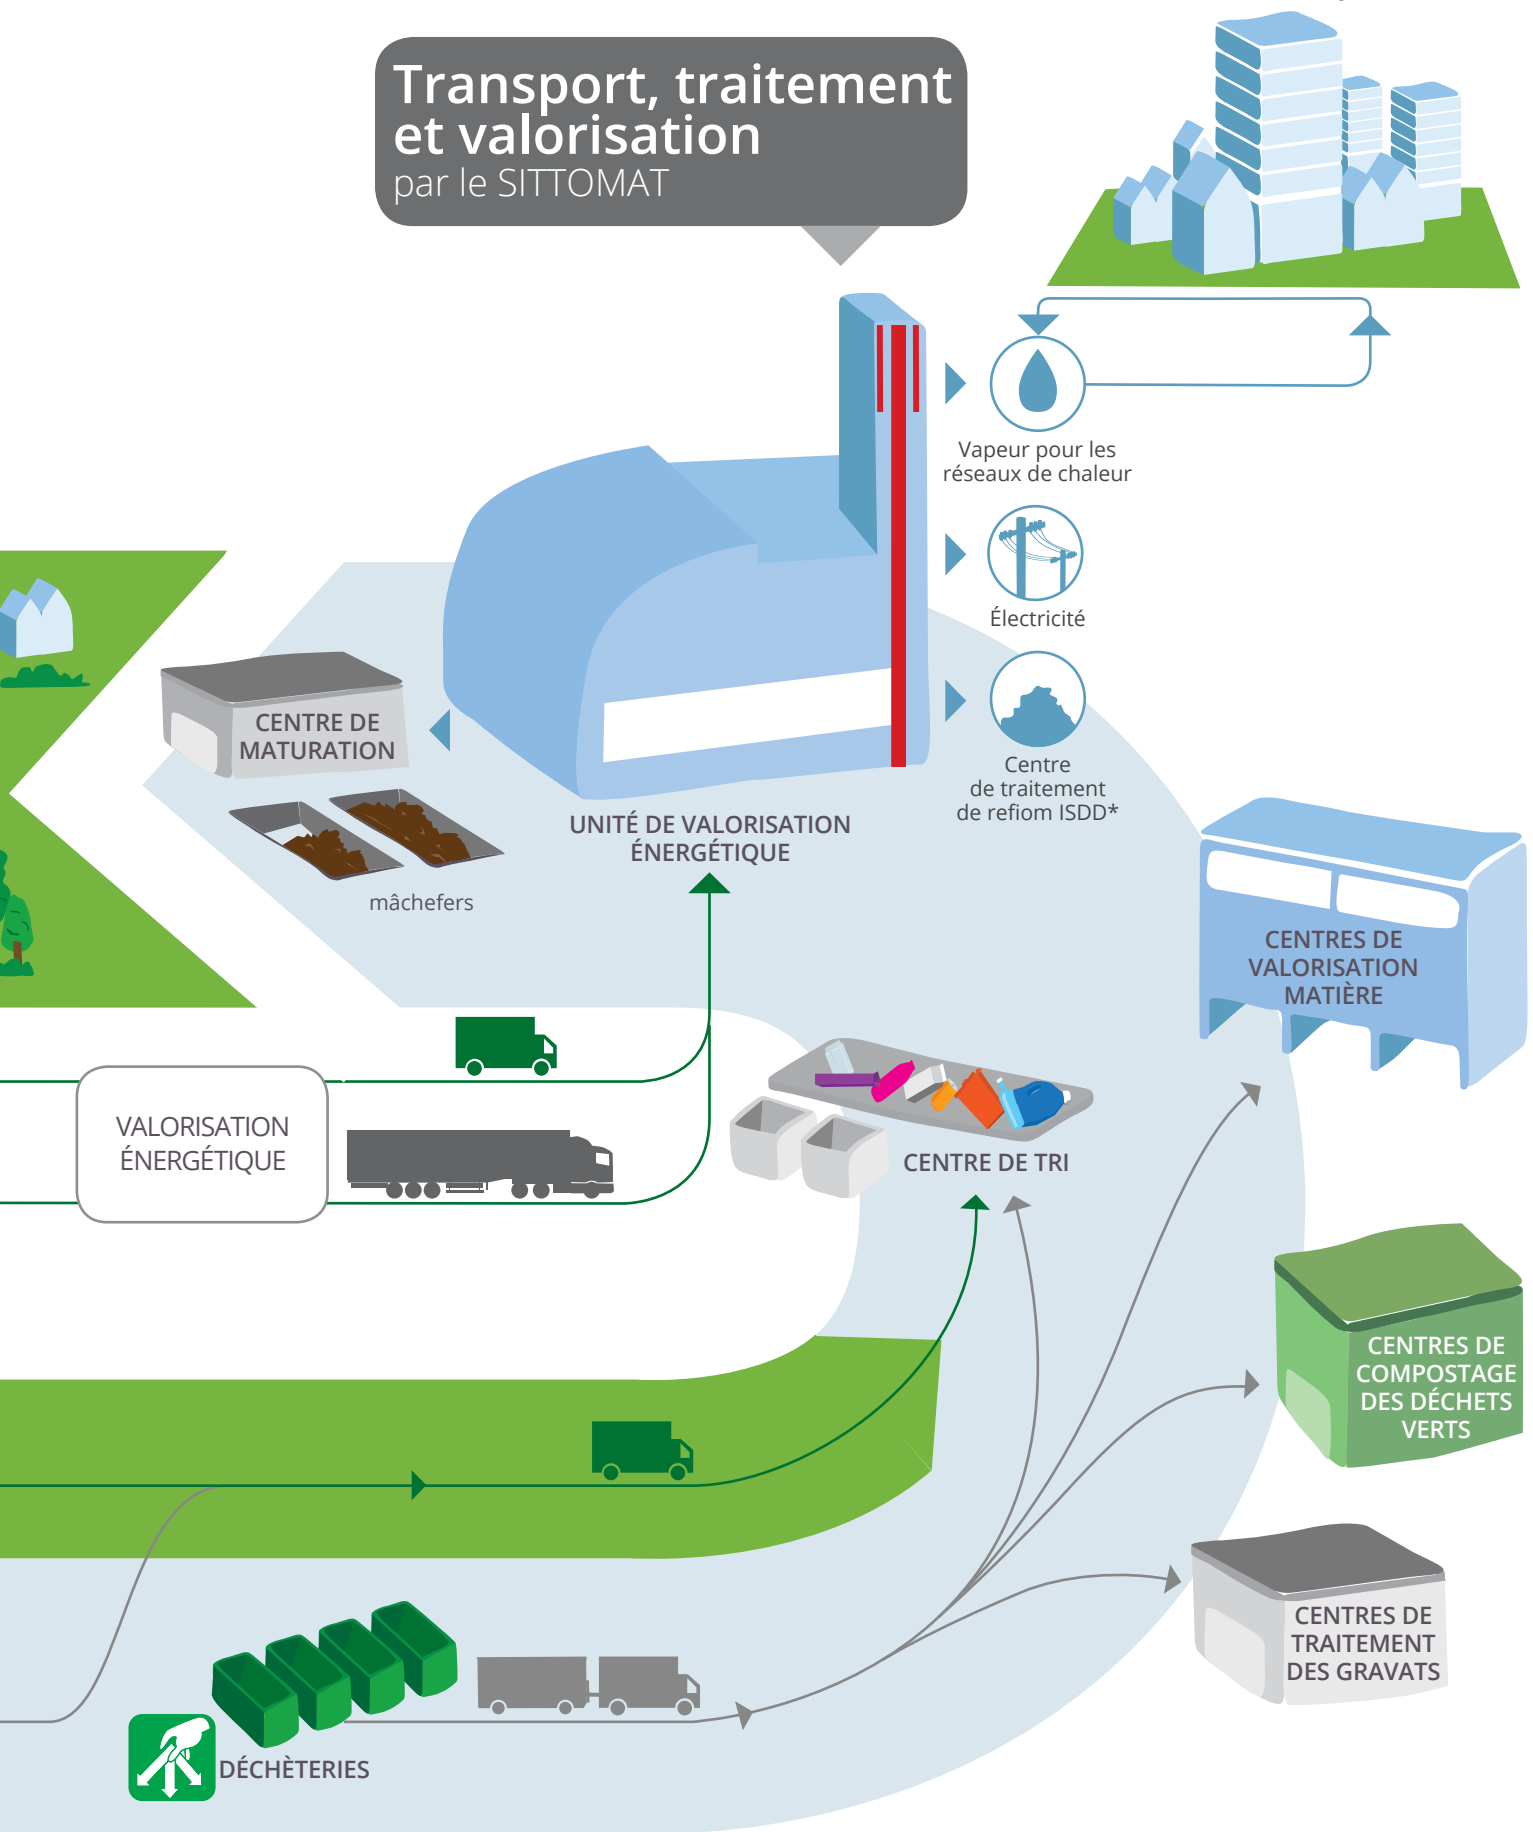 Transport, traitement
et valorisation
par le SITTOMAT
Vapeur pour les
réseaux de chaleur
Électricité
Centre
de traitement
de refiom ISDD*
CENTRE DE
MATURATION
mâchefers
UNITÉ DE VALORISATION
ÉNERGÉTIQUE
CENTRES DE
VALORISATION
MATIÈRE
VALORISATION
ÉNERGÉTIQUE
CENTRE DE TRI
CENTRES DE
COMPOSTAGE
DES DÉCHETS
VERTS
CENTRES DE
TRAITEMENT
DES GRAVATS
DÉCHÈTERIES